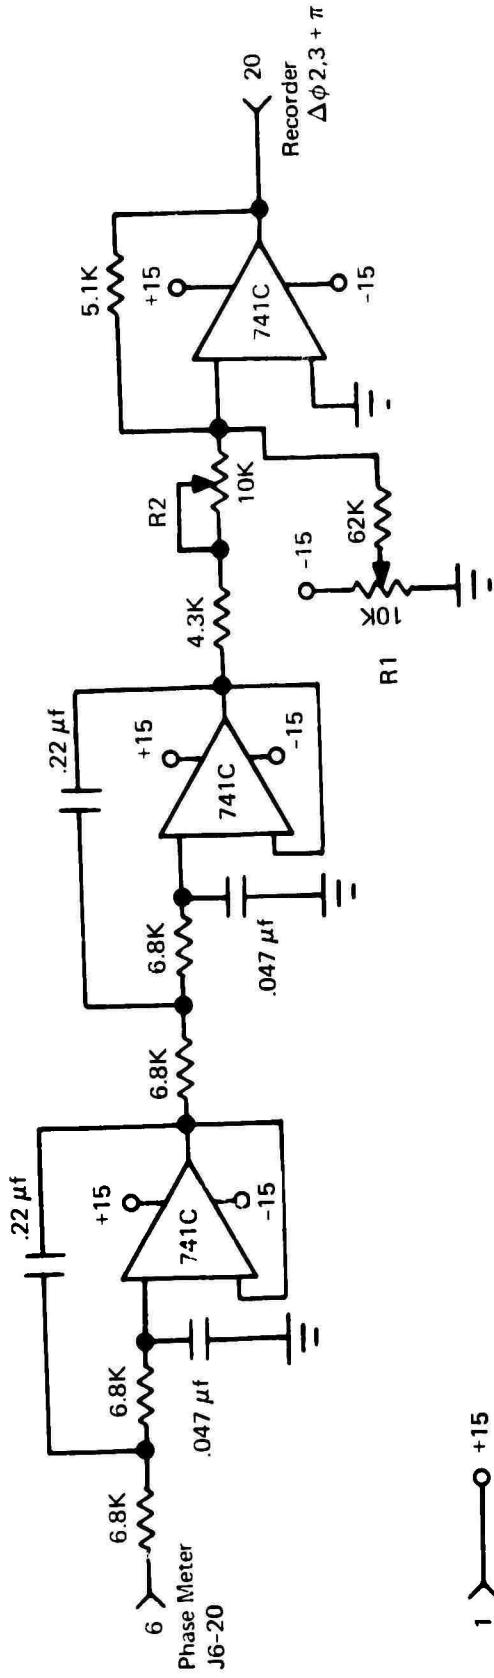 6
Phase Meter
J6-20
6.8K
6.8K
.22 µf
.047 µf
+15
741C
-15
6.8K
6.8K
.22 µf
.047 µf
+15
741C
-15
4.3K
R2
10K
5.1K
+15
741C
-15
-15
62K
10K
R1
20
Recorder
Δϕ2,3 + π
1
+15